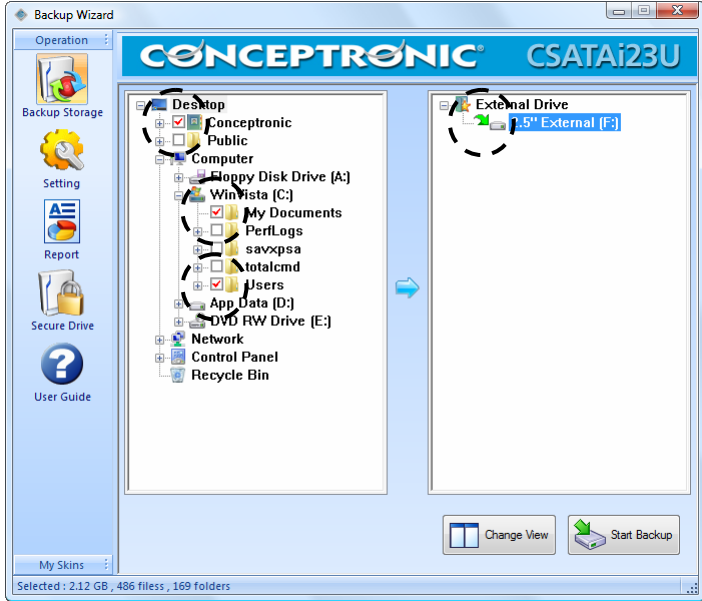 Backup Wizard
Operation
CONCEPTRONIC® CSATAi23U
Backup Storage
Setting
Report
Secure Drive
User Guide
My Skins
Desktop
Conceptronic
Public
Computer
Floppy Disk Drive (A:)
WinVista (C:)
My Documents
PerfLogs
savxpsa
totalcmd
Users
App Data (D:)
DVD RW Drive (E:)
Network
Control Panel
Recycle Bin
External Drive
.5" External (F:)
Change View
Start Backup
Selected : 2.12 GB , 486 filess , 169 folders